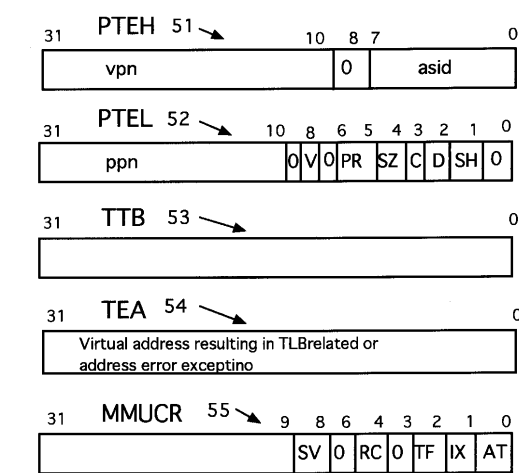 PTEH 51
31 10 8 7 0
vpn 0 asid
PTEL 52
31 10 8 6 5 4 3 2 1 0
ppn 0 V 0 PR SZ C D SH 0
TTB 53
31 0
TEA 54
31 0
Virtual address resulting in TLBrelated or
address error exceptino
MMUCR 55
31 9 8 6 4 3 2 1 0
SV 0 RC 0 TF IX AT